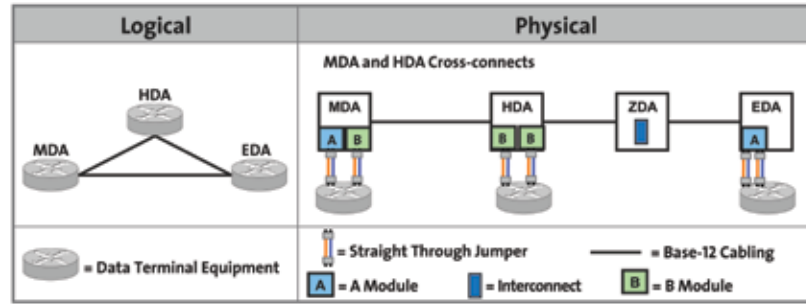 Logical
Physical
HDA
MDA
EDA
MDA and HDA Cross-connects
MDA
HDA
ZDA
EDA
A B
B B
A
= Data Terminal Equipment
= Straight Through Jumper
= Base-12 Cabling
A = A Module
= Interconnect
B = B Module